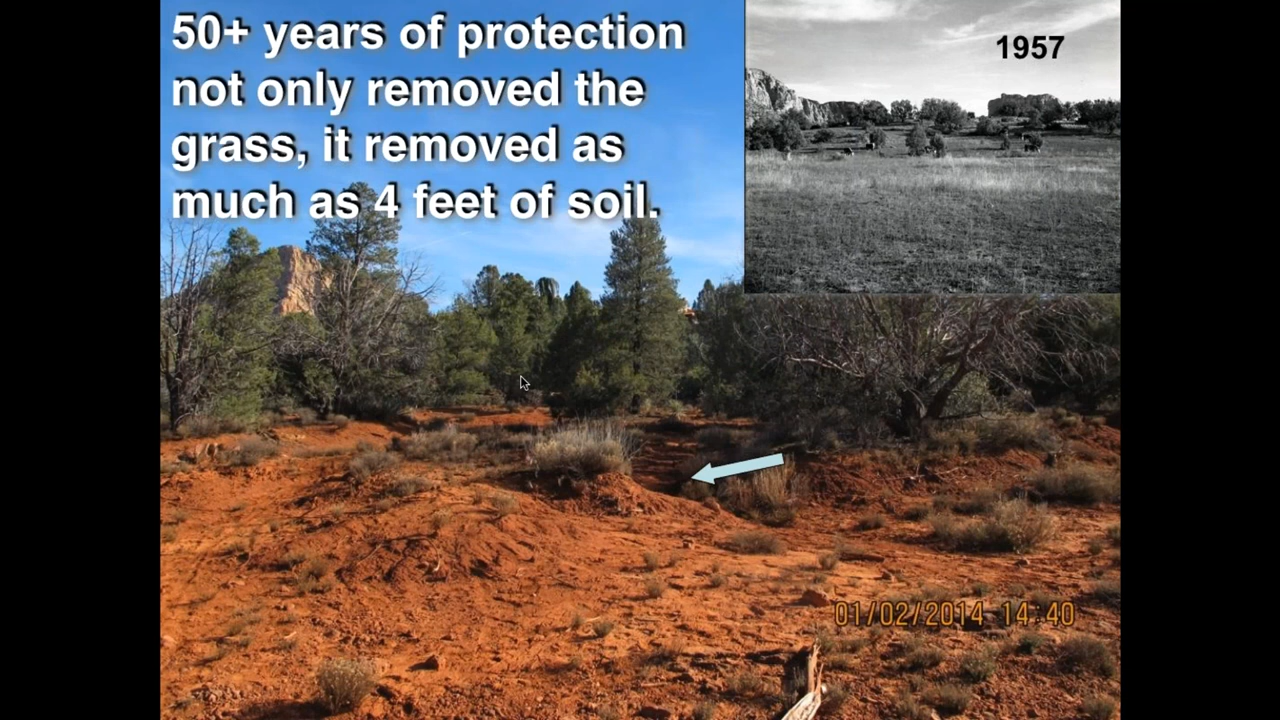 50+ years of protection
not only removed the
grass, it removed as
much as 4 feet of soil.
1957
01/02/2014 14:40